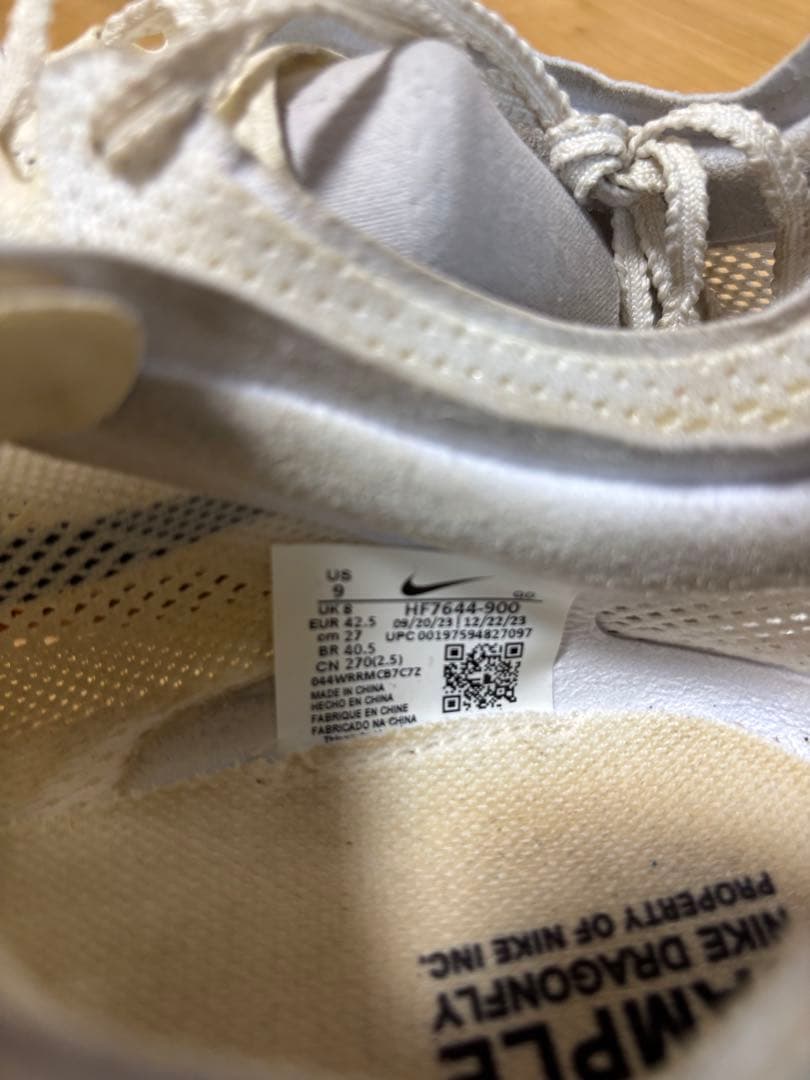 US
9
UK 8
EUR 42.5
cm 27
BR 40.5
CN 270(2.5)
044WRRMCB7C7Z
MADE IN CHINA
HECHO EN CHINA
FABRIQUE EN CHINE
FABRICADO NA CHINA
HF7644-900
09/20/23 | 12/22/23
UPC 00197594827097
AMPLE
NIKE DRAGONFLY
PROPERTY OF NIKE INC.